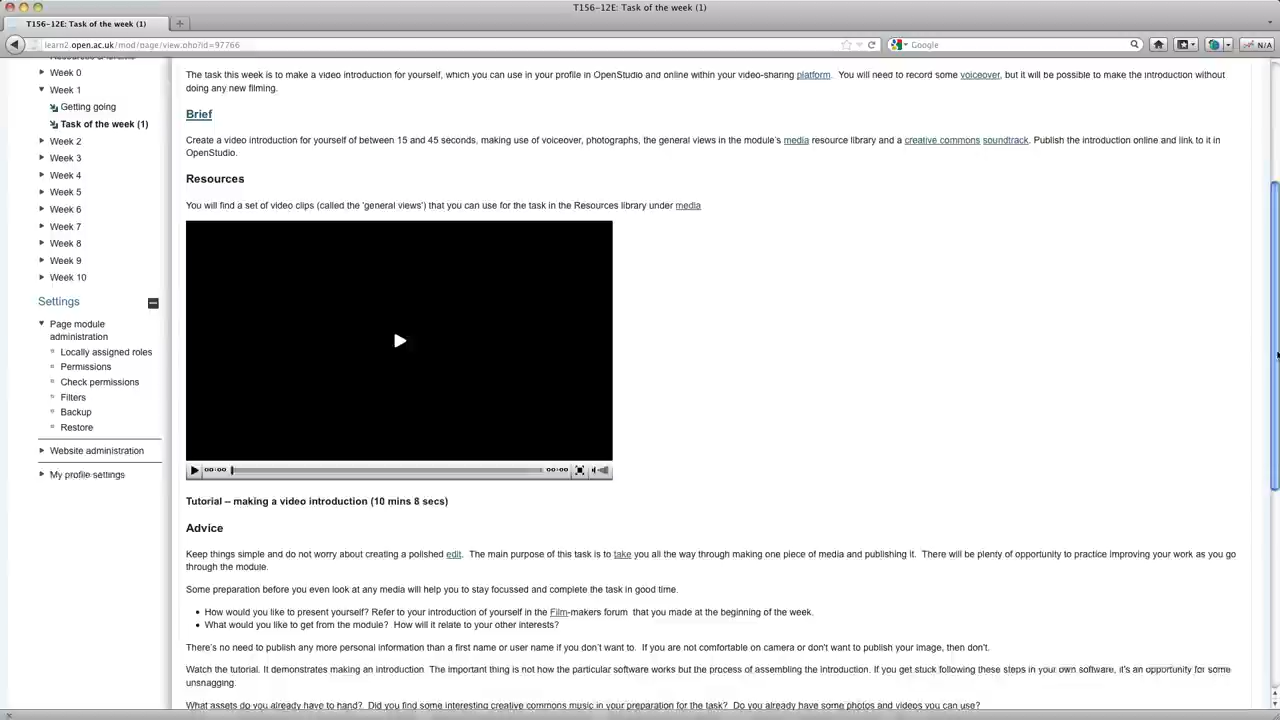 T156-12E: Task of the week (1)
T156-12E: Task of the week (1)
learn2.open.ac.uk/mod/page/view.php?id=97766
Google
N/A
Week 0
Week 1
Getting going
Task of the week (1)
Week 2
Week 3
Week 4
Week 5
Week 6
Week 7
Week 8
Week 9
Week 10
Settings
Page module
administration
Locally assigned roles
Permissions
Check permissions
Filters
Backup
Restore
Website administration
My profile settings
The task this week is to make a video introduction for yourself, which you can use in your profile in OpenStudio and online within your video-sharing platform. You will need to record some voiceover, but it will be possible to make the introduction without
doing any new filming.
Brief
Create a video introduction for yourself of between 15 and 45 seconds, making use of voiceover, photographs, the general views in the module's media resource library and a creative commons soundtrack. Publish the introduction online and link to it in
OpenStudio.
Resources
You will find a set of video clips (called the 'general views') that you can use for the task in the Resources library under media
00:00 00:00
Tutorial – making a video introduction (10 mins 8 secs)
Advice
Keep things simple and do not worry about creating a polished edit. The main purpose of this task is to take you all the way through making one piece of media and publishing it. There will be plenty of opportunity to practice improving your work as you go
through the module.
Some preparation before you even look at any media will help you to stay focussed and complete the task in good time.
How would you like to present yourself? Refer to your introduction of yourself in the Film-makers forum that you made at the beginning of the week.
What would you like to get from the module? How will it relate to your other interests?
There's no need to publish any more personal information than a first name or user name if you don't want to. If you are not comfortable on camera or don't want to publish your image, then don't.
Watch the tutorial. It demonstrates making an introduction The important thing is not how the particular software works but the process of assembling the introduction. If you get stuck following these steps in your own software, it's an opportunity for some
unsnagging.
What assets do you already have to hand? Did you find some interesting creative commons music in your preparation for the task? Do you already have some photos and videos you can use?